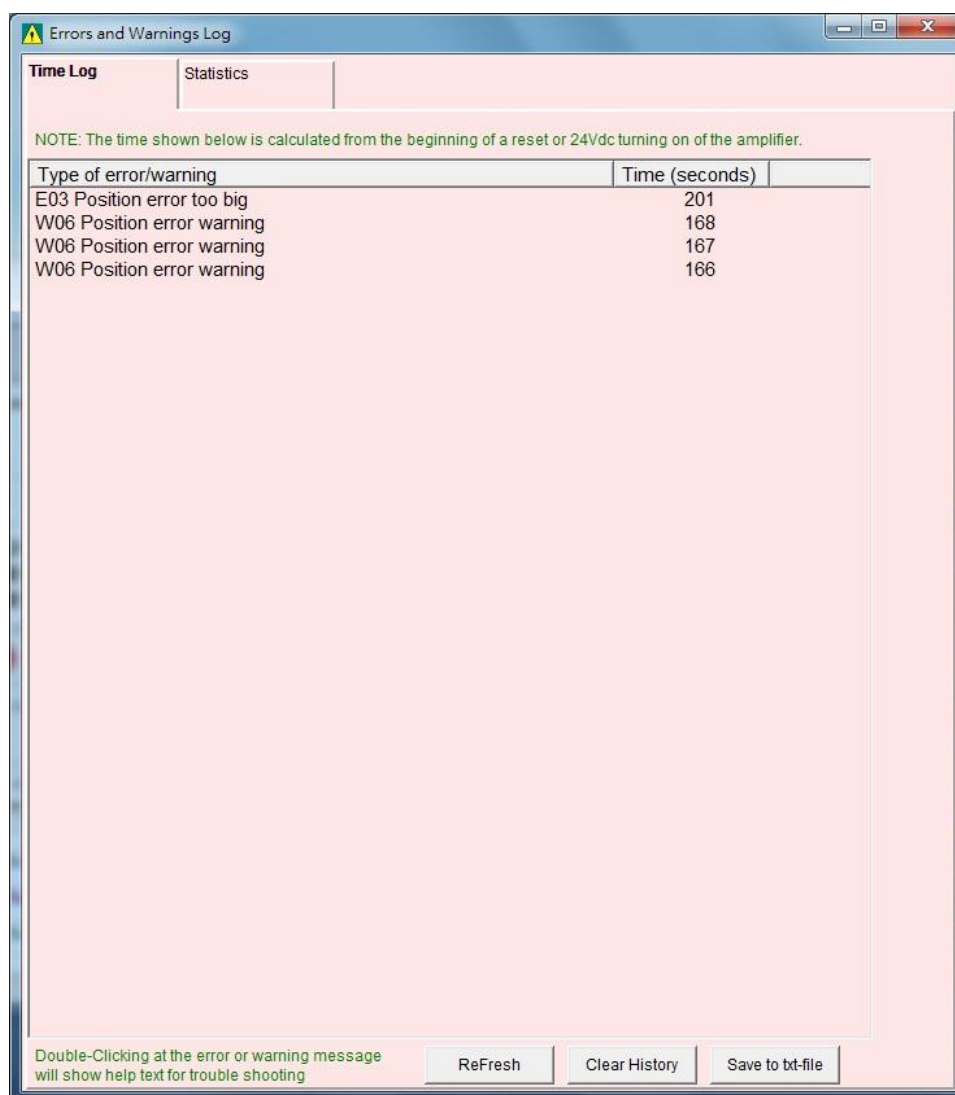 Errors and Warnings Log
Time Log Statistics
NOTE: The time shown below is calculated from the beginning of a reset or 24Vdc turning on of the amplifier.
Type of error/warning Time (seconds)
E03 Position error too big 201
W06 Position error warning 168
W06 Position error warning 167
W06 Position error warning 166
Double-Clicking at the error or warning message
will show help text for trouble shooting
ReFresh Clear History Save to txt-file